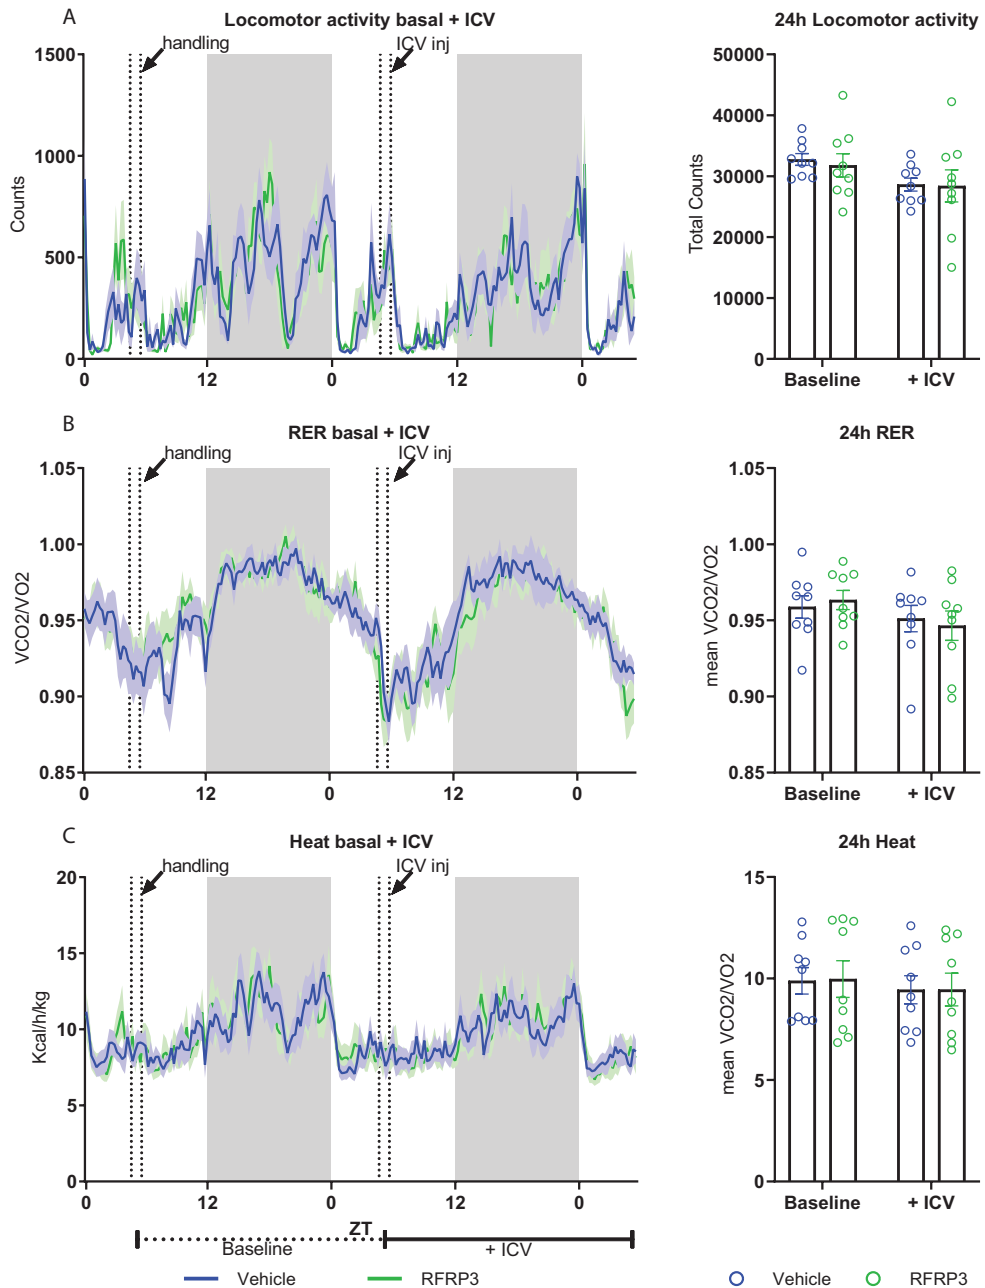 A
Locomotor activity basal + ICV
handling
ICV inj
Counts
1500
1000
500
0
0 12 0 12 0
24h Locomotor activity
Total Counts
50000
40000
30000
20000
10000
0
Baseline + ICV
B
RER basal + ICV
handling
ICV inj
VCO2/VO2
1.05
1.00
0.95
0.90
0.85
0 12 0 12 0
24h RER
mean VCO2/VO2
1.05
1.00
0.95
0.90
0.85
Baseline + ICV
C
Heat basal + ICV
handling
ICV inj
Kcal/h/kg
20
15
10
5
0
0 12 0 12 0
ZT
Baseline + ICV
24h Heat
mean VCO2/VO2
15
10
5
0
Baseline + ICV
Vehicle RFRP3
Vehicle RFRP3